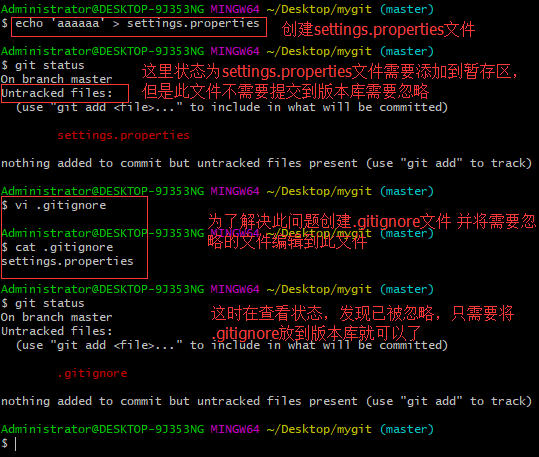 Administrator@DESKTOP-9J353NG MINGW64 ~/Desktop/mygit (master)
$ echo 'aaaaaa' > settings.properties
创建settings.properties文件
Administrator@DESKTOP-9J353NG MINGW64 ~/Desktop/mygit (master)
$ git status
On branch master
Untracked files:
(use "git add <file>..." to include in what will be committed)
这里状态为settings.properties文件需要添加到暂存区，
但是此文件不需要提交到版本库需要忽略
settings.properties
nothing added to commit but untracked files present (use "git add" to track)
Administrator@DESKTOP-9J353NG MINGW64 ~/Desktop/mygit (master)
$ vi .gitignore
为了解决此问题创建.gitignore文件 并将需要忽
略的文件编辑到此文件
Administrator@DESKTOP-9J353NG MINGW64 ~/Desktop/mygit (master)
$ cat .gitignore
settings.properties
Administrator@DESKTOP-9J353NG MINGW64 ~/Desktop/mygit (master)
$ git status
On branch master
Untracked files:
(use "git add <file>..." to include in what will be committed)
这时在查看状态，发现已被忽略，只需要将
.gitignore放到版本库就可以了
.gitignore
nothing added to commit but untracked files present (use "git add" to track)
Administrator@DESKTOP-9J353NG MINGW64 ~/Desktop/mygit (master)
$